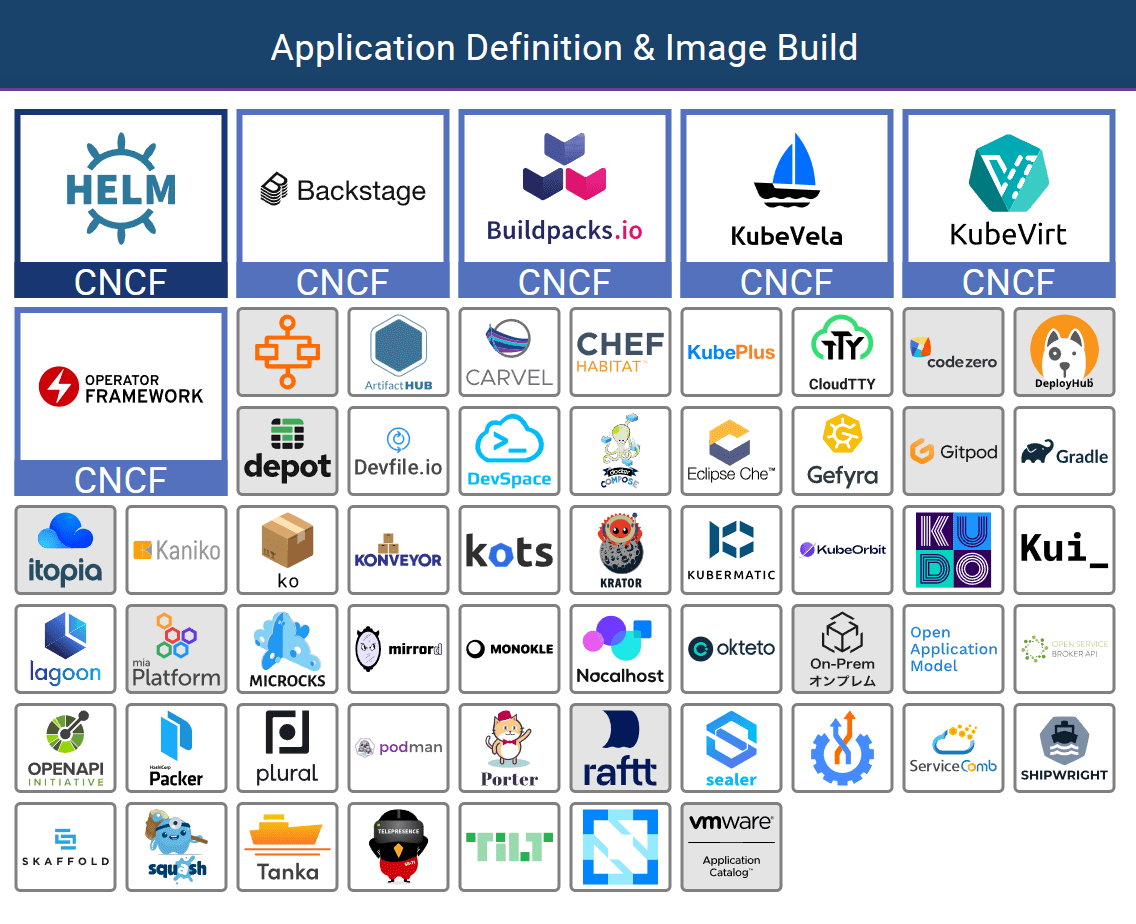 Application Definition & Image Build
HELM
CNCF
Backstage
CNCF
Buildpacks.io
CNCF
KubeVela
CNCF
KubeVirt
CNCF
OPERATOR
FRAMEWORK
CNCF
Artifact HUB
CARVEL
CHEF
HABITAT™
KubePlus
TTY
CloudTTY
codezero
DeployHub
depot
Devfile.io
DevSpace
docker
COMPOSE
Eclipse Che™
Gefyra
Gitpod
Gradle
itopia
Kaniko
ko
KONVEYOR
kots
KRATOR
KUBERMATIC
KubeOrbit
KUDO
Kui_
lagoon
mia
Platform
MICROCKS
mirrord
MONOKLE
Nocalhost
okteto
On-Prem
オンプレム
Open
Application
Model
OPEN SERVICE
BROKER API
OPENAPI
INITIATIVE
HashiCorp
Packer
plural
podman
Porter
raftt
sealer
ServiceComb
SHIPWRIGHT
SKAFFOLD
squash
Tanka
TELEPRESENCE
TILT
vmware®
Application
Catalog™